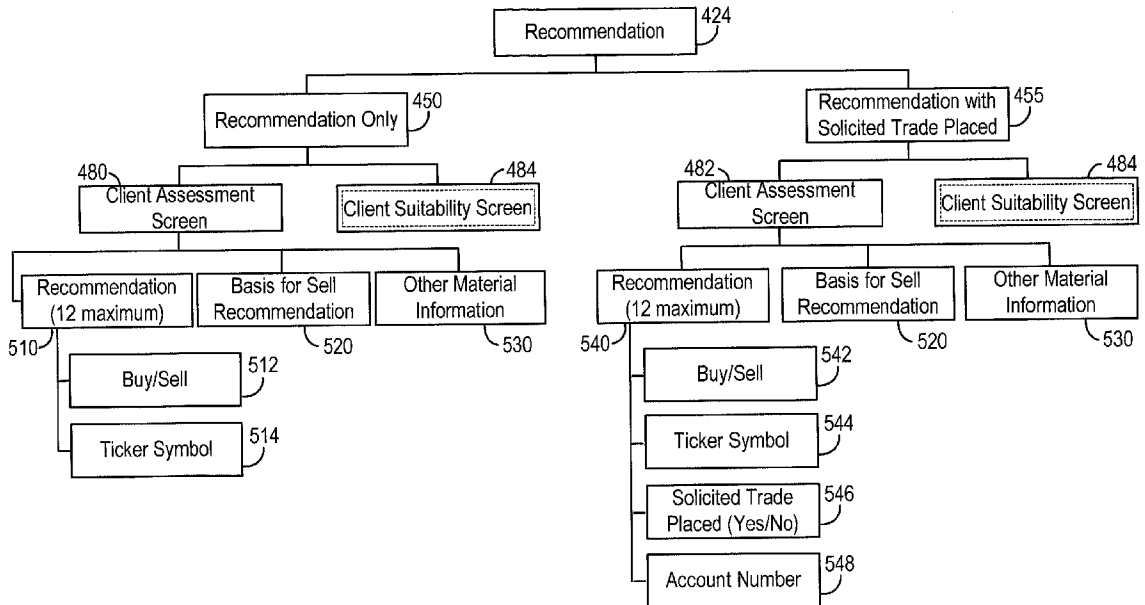 Recommendation
424
Recommendation Only
450
Recommendation with
Solicited Trade Placed
455
480
Client Assessment
Screen
484
Client Suitability Screen
482
Client Assessment
Screen
484
Client Suitability Screen
Recommendation
(12 maximum)
510
Basis for Sell
Recommendation
520
Other Material
Information
530
Recommendation
(12 maximum)
540
Basis for Sell
Recommendation
520
Other Material
Information
530
Buy/Sell
512
Ticker Symbol
514
Buy/Sell
542
Ticker Symbol
544
Solicited Trade
Placed (Yes/No)
546
Account Number
548